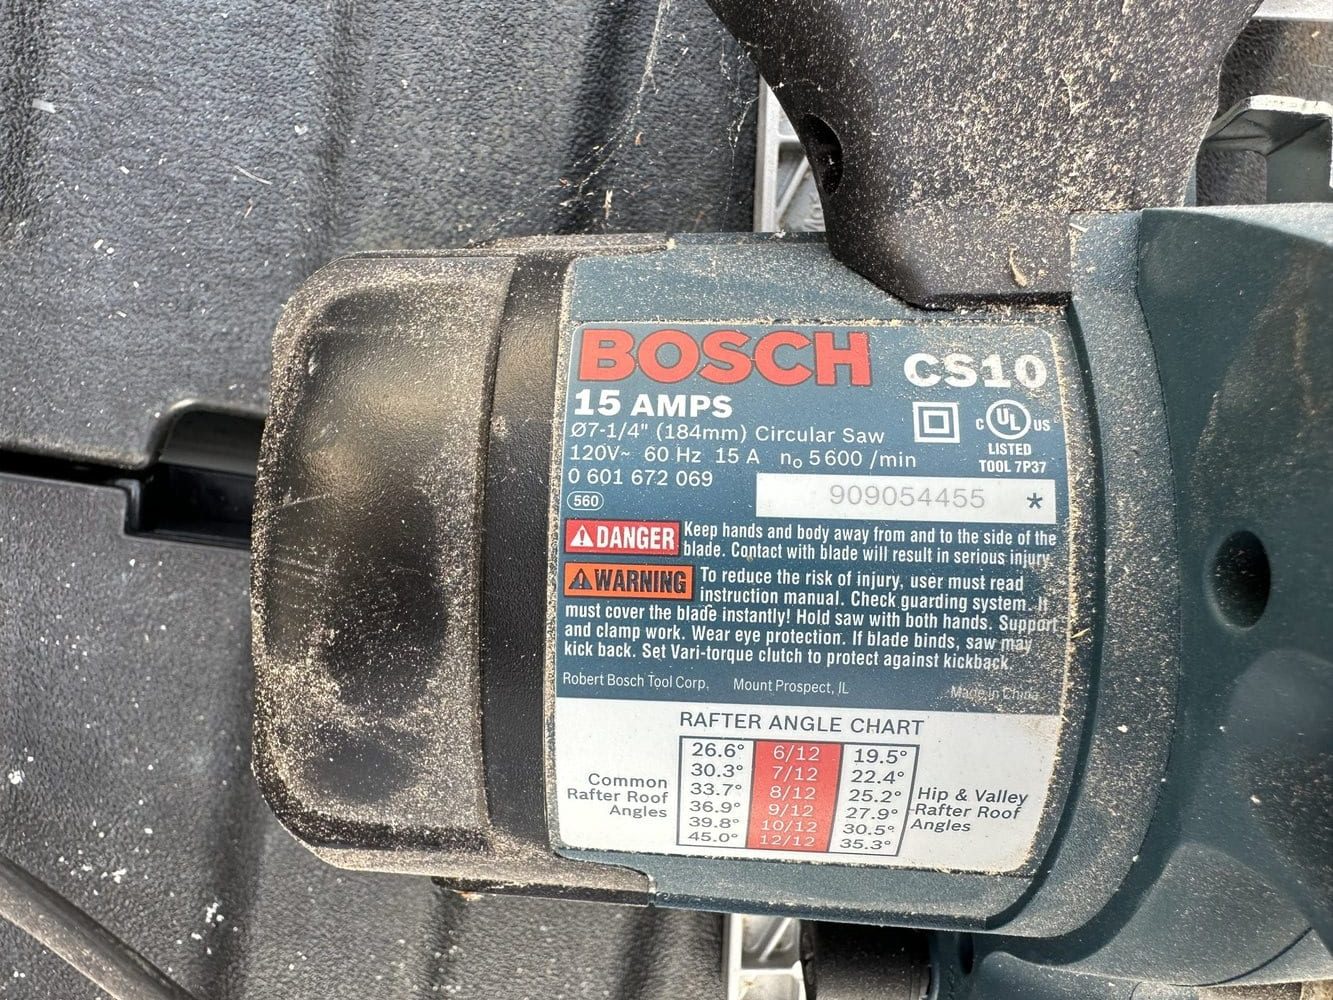 BOSCH CS10
15 AMPS
Ø7-1/4" (184mm) Circular Saw
120V~ 60 Hz 15 A n₀ 5600 /min
0 601 672 069
560
C UL US
LISTED
TOOL 7P37
909054455 *
DANGER Keep hands and body away from and to the side of the
blade. Contact with blade will result in serious injury
WARNING To reduce the risk of injury, user must read
instruction manual. Check guarding system. It
must cover the blade instantly! Hold saw with both hands. Support
and clamp work. Wear eye protection. If blade binds, saw may
kick back. Set Vari-torque clutch to protect against kickback
Robert Bosch Tool Corp. Mount Prospect, IL Made in China
RAFTER ANGLE CHART
Common
Rafter Roof
Angles
26.6° 6/12 19.5°
30.3° 7/12 22.4°
33.7° 8/12 25.2°
36.9° 9/12 27.9°
39.8° 10/12 30.5°
45.0° 12/12 35.3°
Hip & Valley
Rafter Roof
Angles